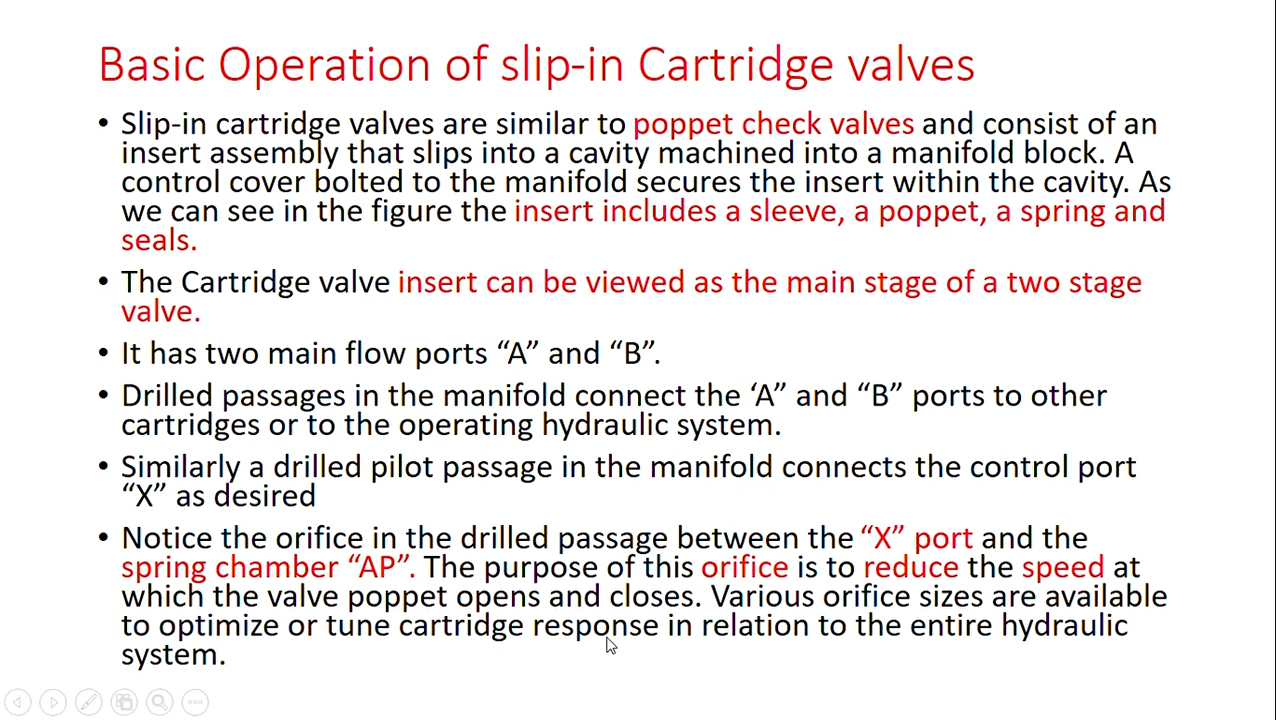 Basic Operation of slip-in Cartridge valves
• Slip-in cartridge valves are similar to poppet check valves and consist of an
insert assembly that slips into a cavity machined into a manifold block. A
control cover bolted to the manifold secures the insert within the cavity. As
we can see in the figure the insert includes a sleeve, a poppet, a spring and
seals.
• The Cartridge valve insert can be viewed as the main stage of a two stage
valve.
• It has two main flow ports “A” and “B”.
• Drilled passages in the manifold connect the ‘A” and “B” ports to other
cartridges or to the operating hydraulic system.
• Similarly a drilled pilot passage in the manifold connects the control port
“X” as desired
• Notice the orifice in the drilled passage between the “X” port and the
spring chamber “AP”. The purpose of this orifice is to reduce the speed at
which the valve poppet opens and closes. Various orifice sizes are available
to optimize or tune cartridge response in relation to the entire hydraulic
system.